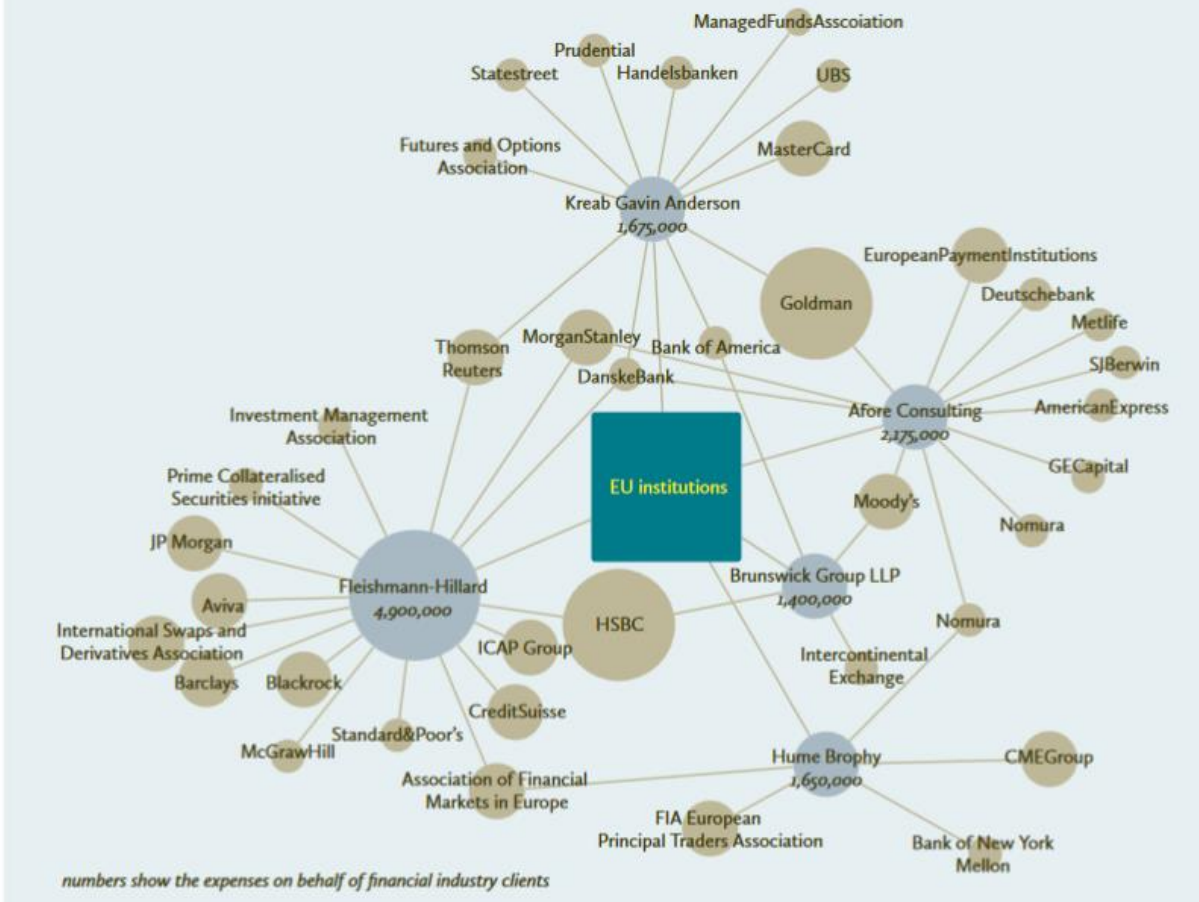 ManagedFundsAsscoiation
Prudential
Statestreet
Handelsbanken
UBS
Futures and Options
Association
MasterCard
Kreab Gavin Anderson
1,675,000
EuropeanPaymentInstitutions
Goldman
Deutschebank
Metlife
MorganStanley
Bank of America
Thomson
Reuters
DanskeBank
SJBerwin
AmericanExpress
Afore Consulting
2,175,000
Investment Management
Association
GECapital
Prime Collateralised
Securities initiative
EU institutions
Moody's
Nomura
JP Morgan
Fleishmann-Hillard
4,900,000
Brunswick Group LLP
1,400,000
Aviva
HSBC
Nomura
International Swaps and
Derivatives Association
ICAP Group
Intercontinental
Exchange
Barclays
Blackrock
CreditSuisse
Standard&Poor's
McGrawHill
Hume Brophy
1,650,000
CMEGroup
Association of Financial
Markets in Europe
FIA European
Principal Traders Association
Bank of New York
Mellon
numbers show the expenses on behalf of financial industry clients